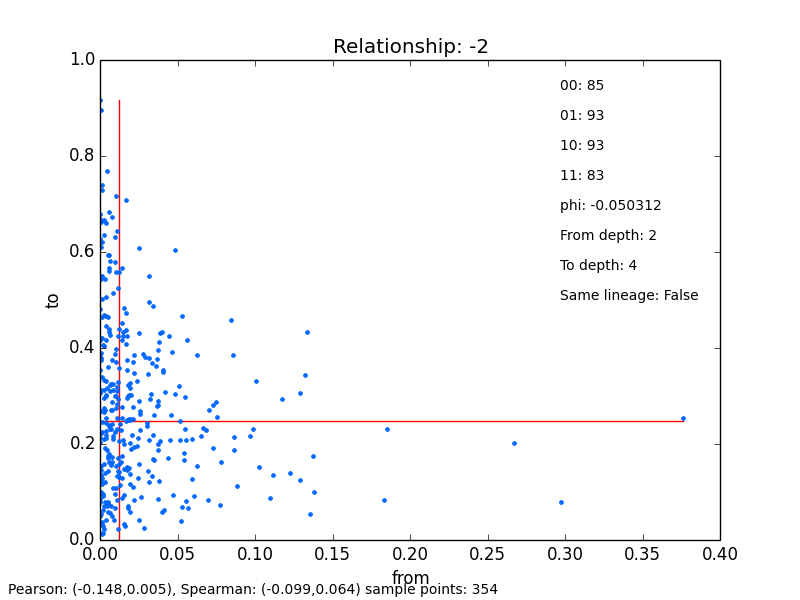 Relationship: -2
1.0
0.8
0.6
0.4
0.2
0.0
to
00: 85
01: 93
10: 93
11: 83
phi: -0.050312
From depth: 2
To depth: 4
Same lineage: False
0.00 0.05 0.10 0.15 0.20 0.25 0.30 0.35 0.40
from
Pearson: (-0.148,0.005), Spearman: (-0.099,0.064) sample points: 354